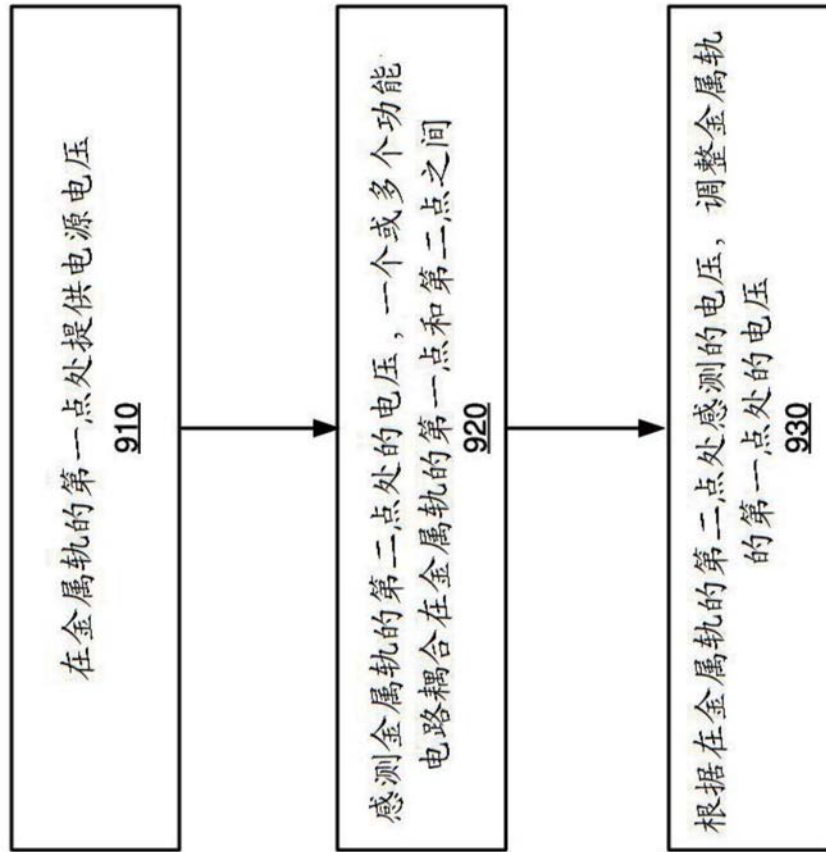 在金属轨的第一点处提供电源电压
910
感测金属轨的第二点处的电压，一个或多个功能
电路耦合在金属轨的第一点和第二点之间
920
根据在金属轨的第二点处感测的电压，调整金属轨
的第一点处的电压
930